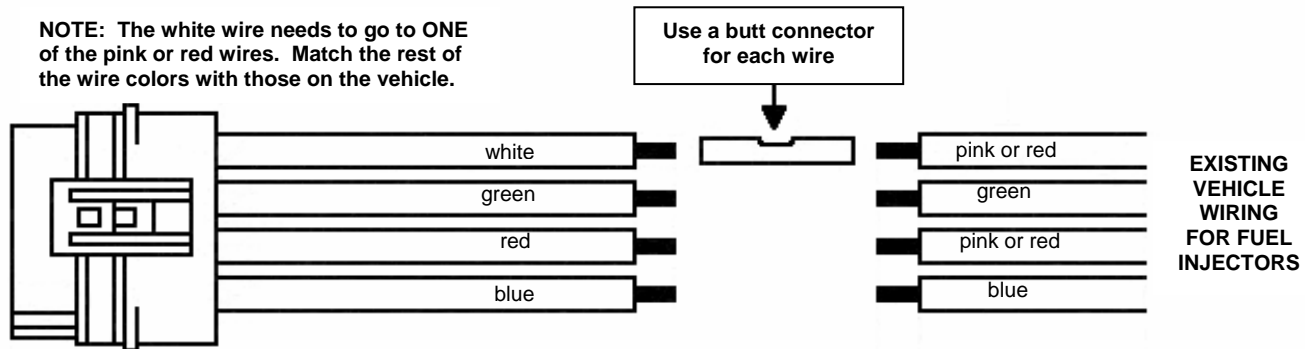 NOTE: The white wire needs to go to ONE
of the pink or red wires. Match the rest of
the wire colors with those on the vehicle.
Use a butt connector
for each wire
white
pink or red
green
green
red
pink or red
blue
blue
EXISTING
VEHICLE
WIRING
FOR FUEL
INJECTORS